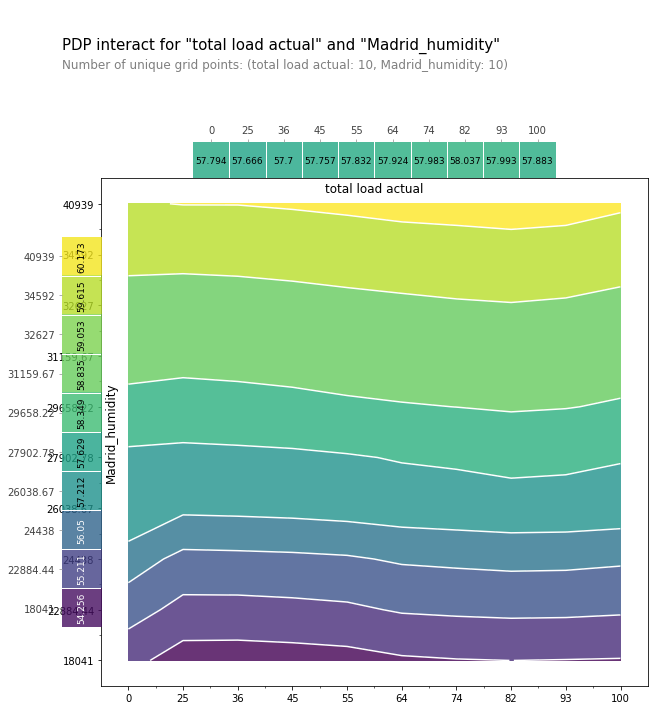 PDP interact for "total load actual" and "Madrid_humidity"
Number of unique grid points: (total load actual: 10, Madrid_humidity: 10)
0 25 36 45 55 64 74 82 93 100
57.794 57.666 57.7 57.757 57.832 57.924 57.983 58.037 57.993 57.883
total load actual
40939
40939 60.173
34592 59.615
32627 59.053
31159.67
31159.67 58.835
29658.22 58.349
27902.78 57.629
27902.78
26038.67 57.212
24438 56.05
22884.44 55.211
18041 54.256
22884.44
18041
Madrid_humidity
0 25 36 45 55 64 74 82 93 100